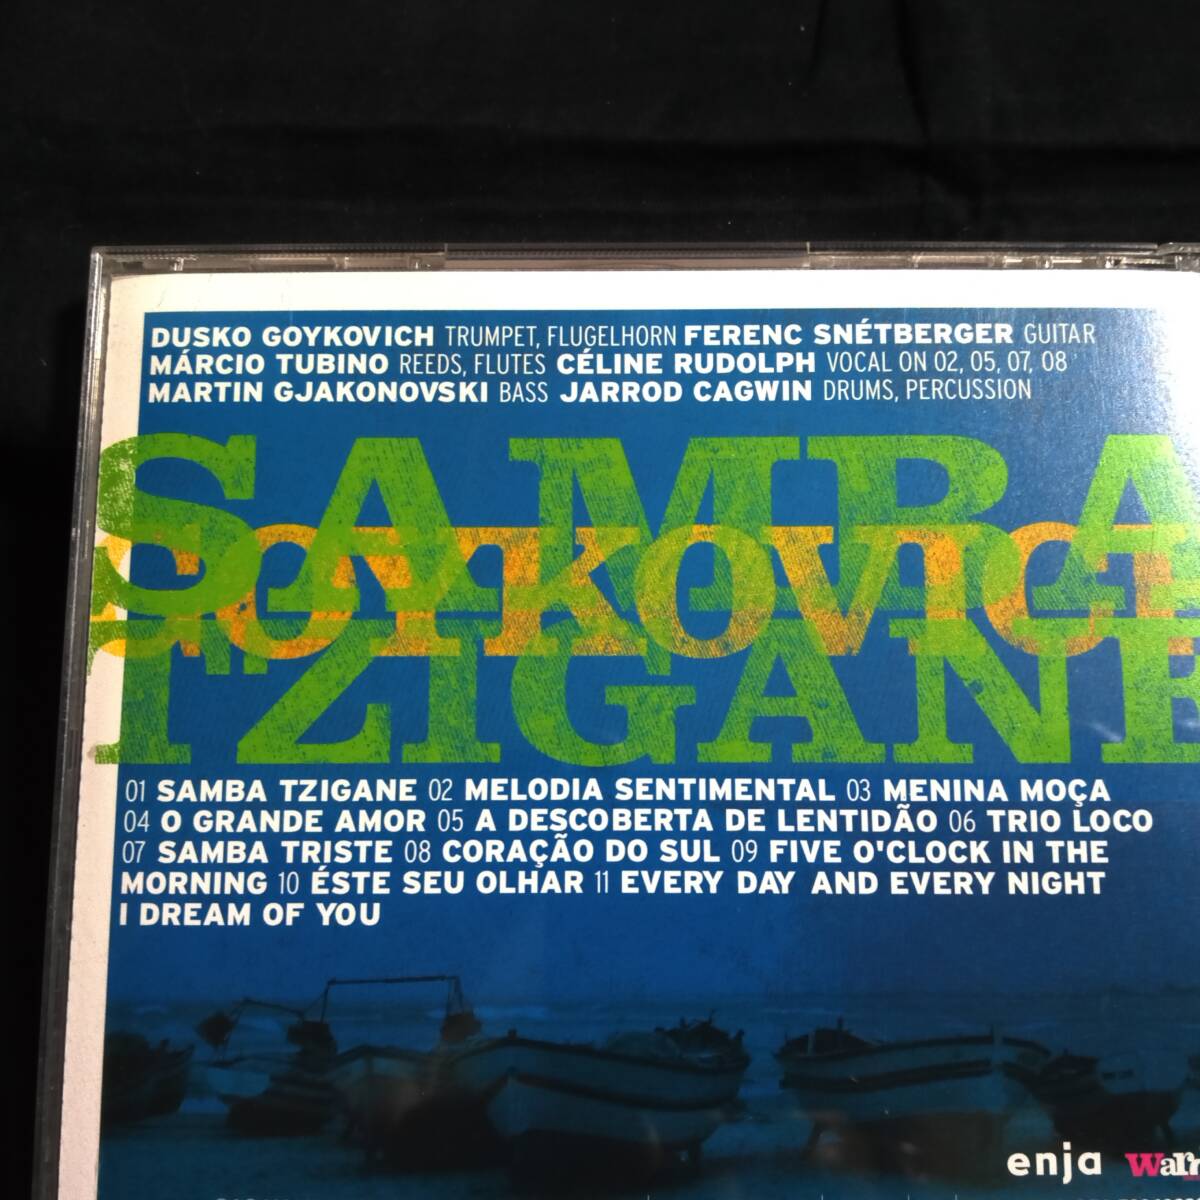 DUSKO GOYKOVICH TRUMPET, FLUGELHORN FERENC SNÉTBERGER GUITAR
MÁRCIO TUBINO REEDS, FLUTES CÉLINE RUDOLPH VOCAL ON 02, 05, 07, 08
MARTIN GJAKONOVSKI BASS JARROD CAGWIN DRUMS, PERCUSSION
SAMBA
GOYKOVIC
TZIGANE
01 SAMBA TZIGANE 02 MELODIA SENTIMENTAL 03 MENINA MOÇA
04 O GRANDE AMOR 05 A DESCOBERTA DE LENTIDÃO 06 TRIO LOCO
07 SAMBA TRISTE 08 CORAÇÃO DO SUL 09 FIVE O'CLOCK IN THE
MORNING 10 ÉSTE SEU OLHAR 11 EVERY DAY AND EVERY NIGHT
I DREAM OF YOU
enja